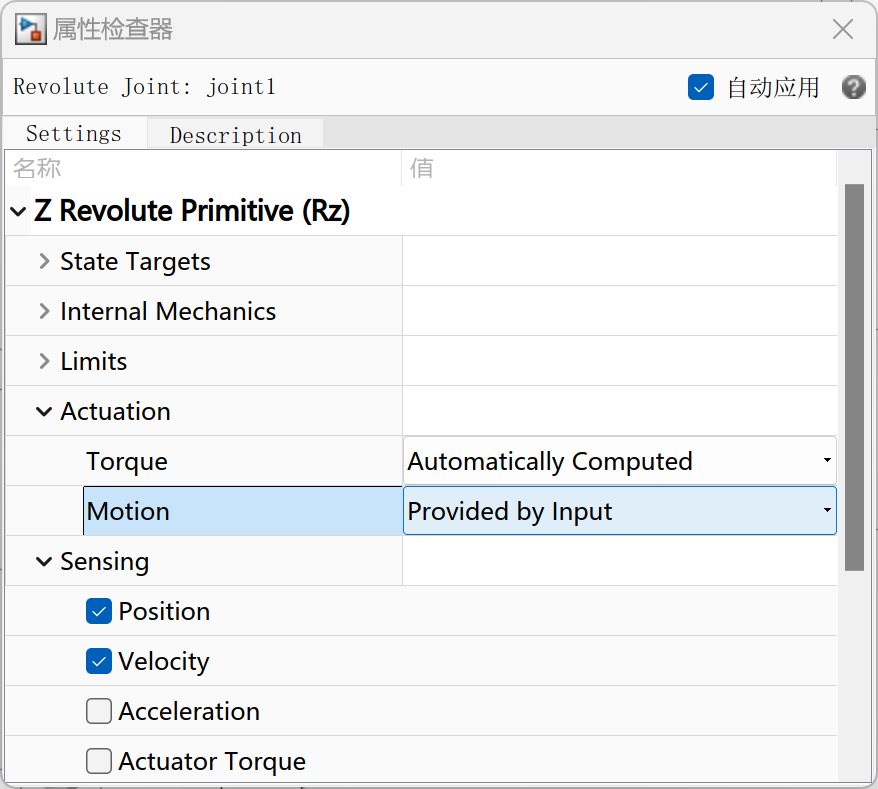 属性检查器
Revolute Joint: joint1
自动应用
Settings
Description
名称
值
Z Revolute Primitive (Rz)
State Targets
Internal Mechanics
Limits
Actuation
Torque
Automatically Computed
Motion
Provided by Input
Sensing
Position
Velocity
Acceleration
Actuator Torque